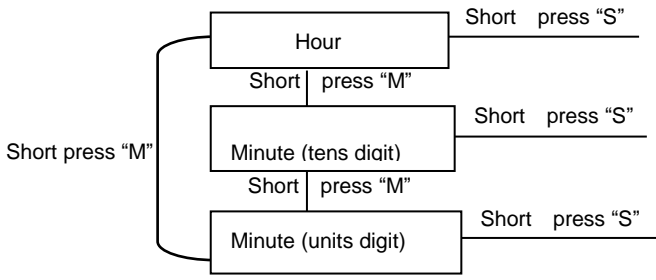 Short press “S”
Hour
Short press “M”
Short press “S”
Short press “M”
Minute (tens digit)
Short press “M”
Short press “S”
Minute (units digit)